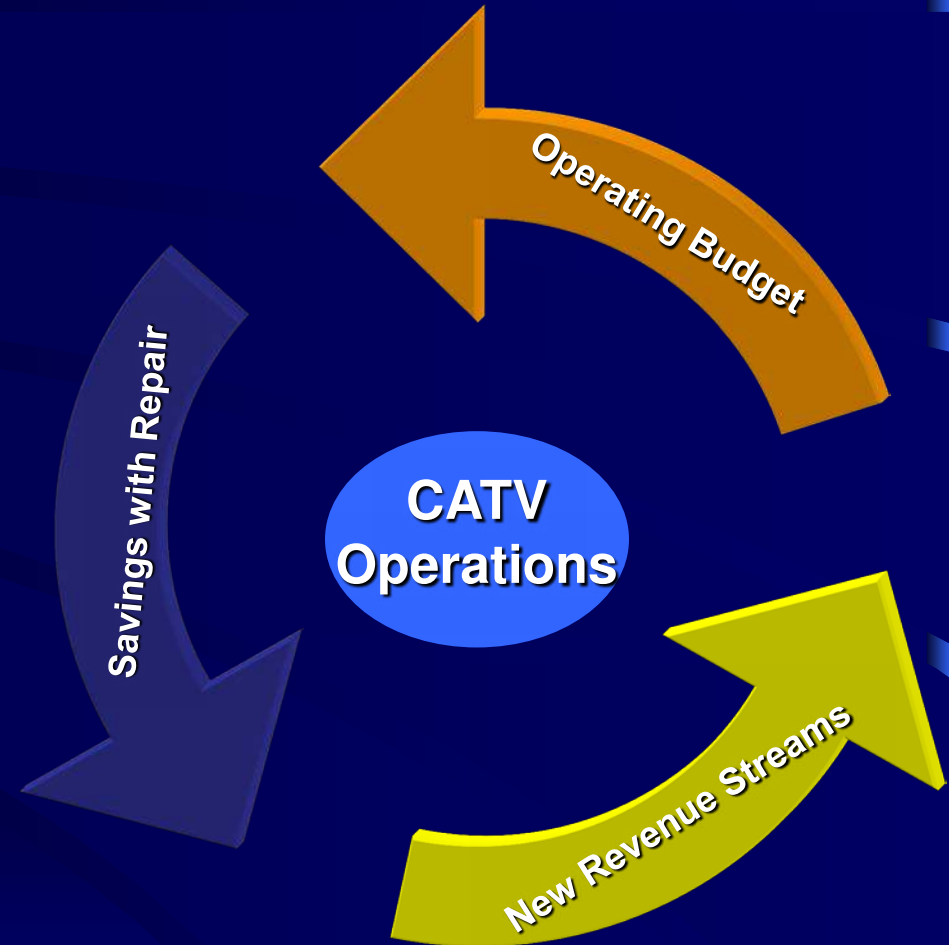 Operating Budget
Savings with Repair
CATV
Operations
New Revenue Streams